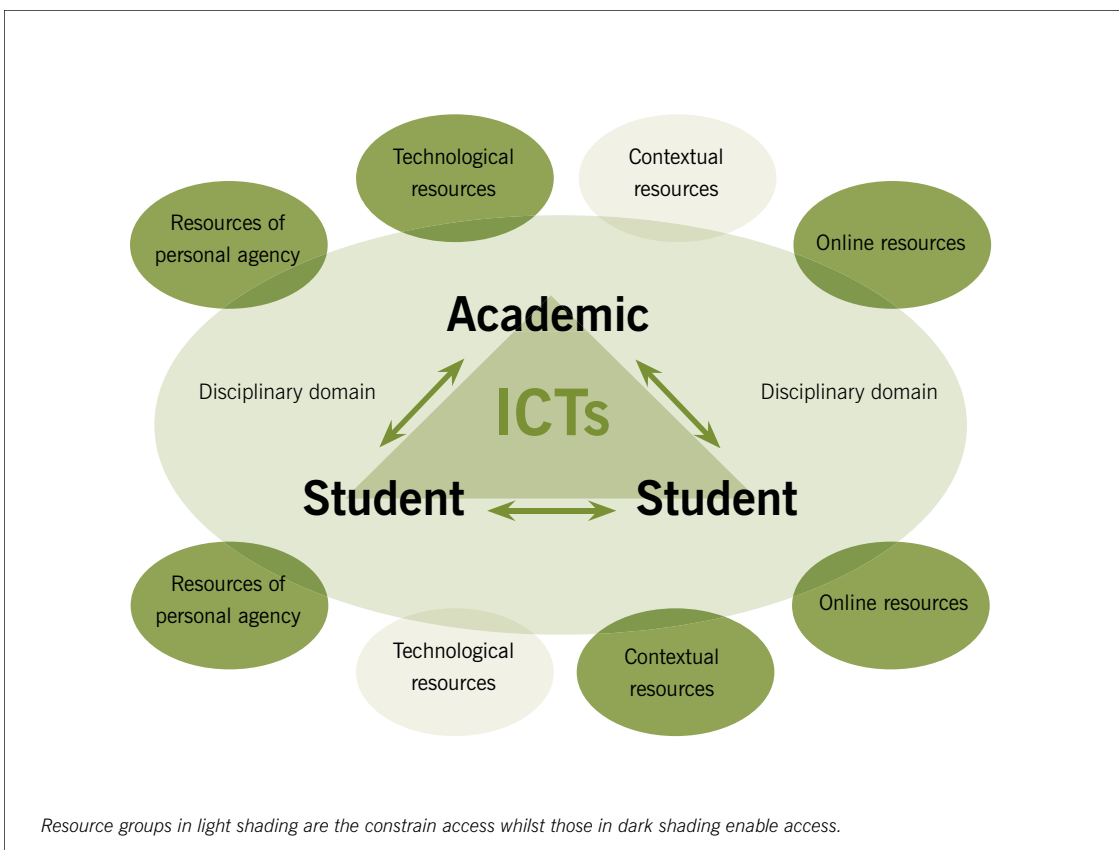 Technological
resources
Contextual
resources
Resources of
personal agency
Online resources
Academic
Disciplinary domain
ICTs
Disciplinary domain
Student
Student
Resources of
personal agency
Online resources
Technological
resources
Contextual
resources
Resource groups in light shading are the constrain access whilst those in dark shading enable access.